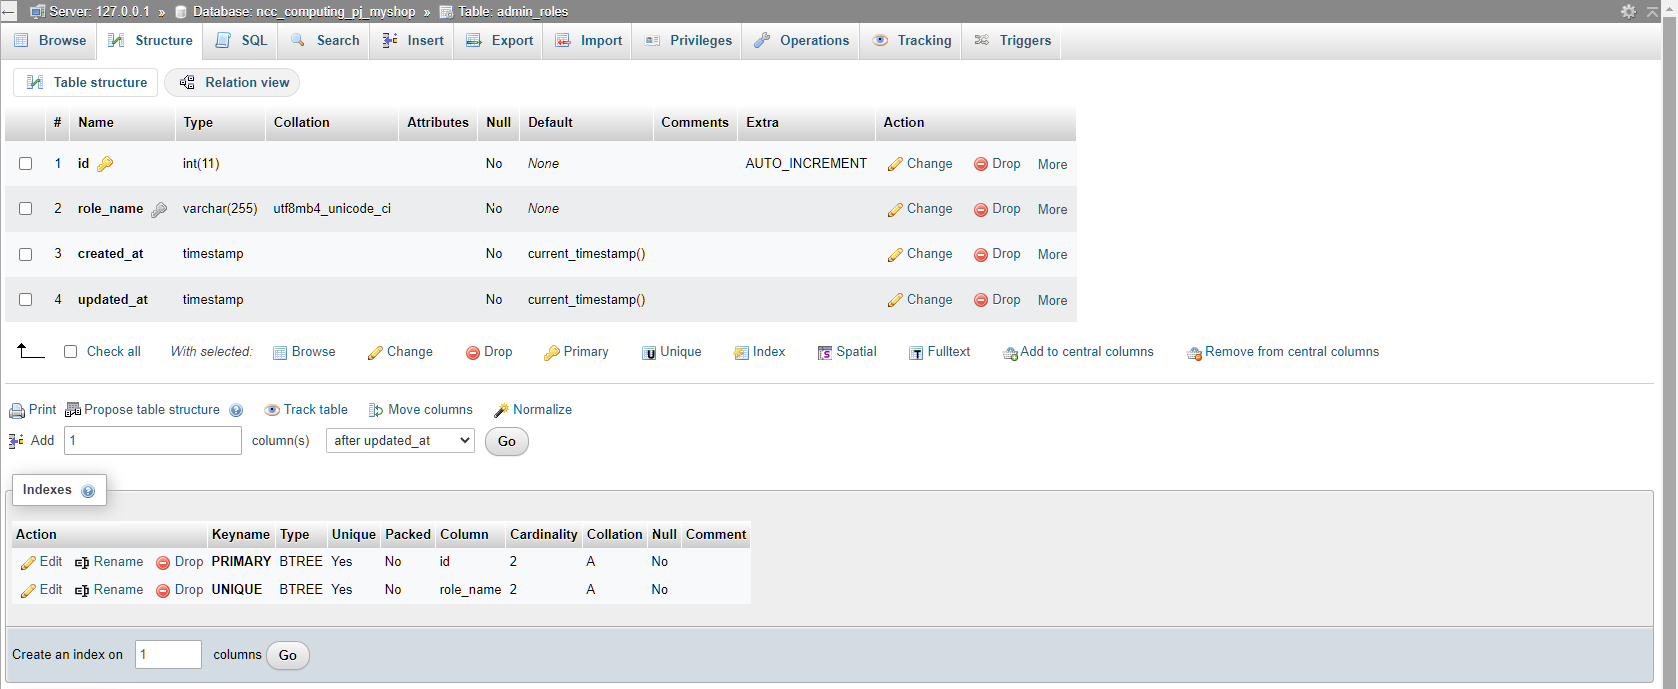 Server: 127.0.0.1 » Database: ncc_computing_pj_myshop » Table: admin_roles
Browse Structure SQL Search Insert Export Import Privileges Operations Tracking Triggers
Table structure Relation view
# Name Type Collation Attributes Null Default Comments Extra Action
1 id int(11) No None AUTO_INCREMENT Change Drop More
2 role_name varchar(255) utf8mb4_unicode_ci No None Change Drop More
3 created_at timestamp No current_timestamp() Change Drop More
4 updated_at timestamp No current_timestamp() Change Drop More
Check all With selected: Browse Change Drop Primary Unique Index Spatial Fulltext Add to central columns Remove from central columns
Print Propose table structure Track table Move columns Normalize
Add 1 column(s) after updated_at Go
Indexes
Action Keyname Type Unique Packed Column Cardinality Collation Null Comment
Edit Rename Drop PRIMARY BTREE Yes No id 2 A No
Edit Rename Drop UNIQUE BTREE Yes No role_name 2 A No
Create an index on 1 columns Go